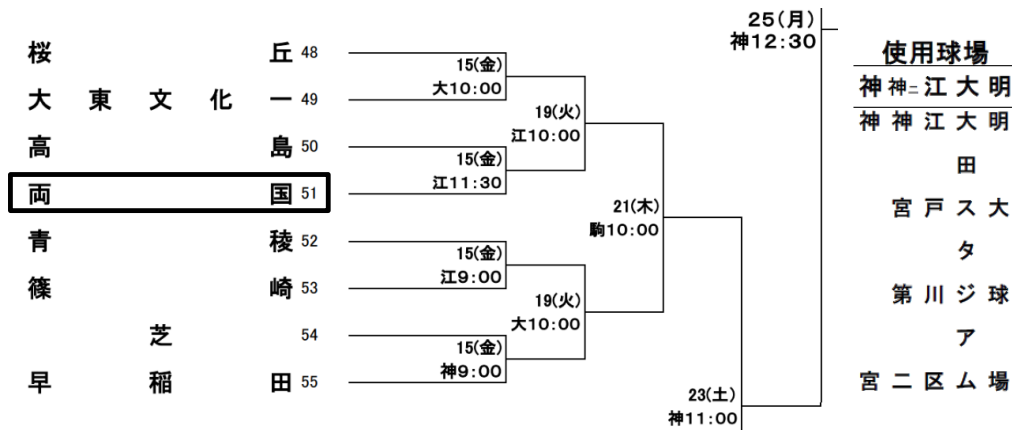 桜丘 48
大東文化一 49
高島 50
両国 51
青稜 52
篠崎 53
芝 54
早稲田 55
15(金)
大10:00
15(金)
江11:30
15(金)
江9:00
15(金)
神9:00
19(火)
江10:00
19(火)
大10:00
21(木)
駒10:00
23(土)
神11:00
25(月)
神12:30
使用球場
神 神二 江 大 明
神 神 江 大 明
田
宮 戸 ス 大
タ
第 川 ジ 球
ア
宮 二 区 ム 場